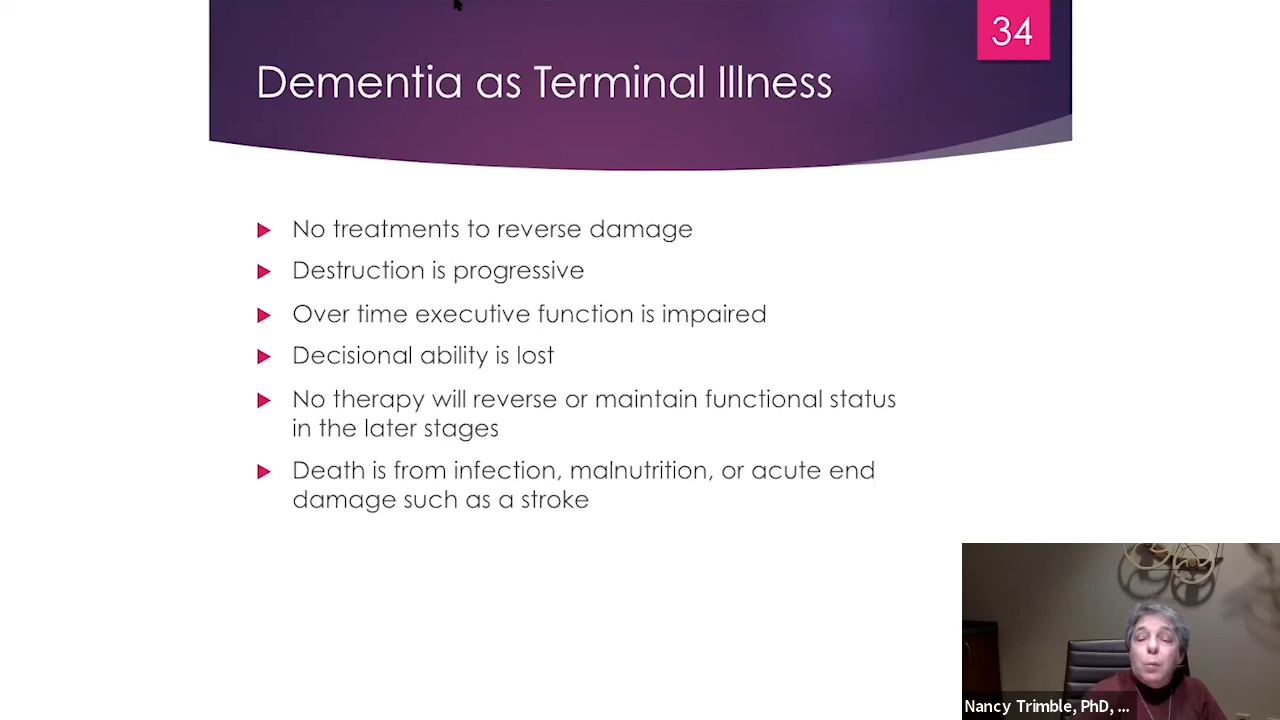 34
Dementia as Terminal Illness
No treatments to reverse damage
Destruction is progressive
Over time executive function is impaired
Decisional ability is lost
No therapy will reverse or maintain functional status
in the later stages
Death is from infection, malnutrition, or acute end
damage such as a stroke
Nancy Trimble, PhD, ...